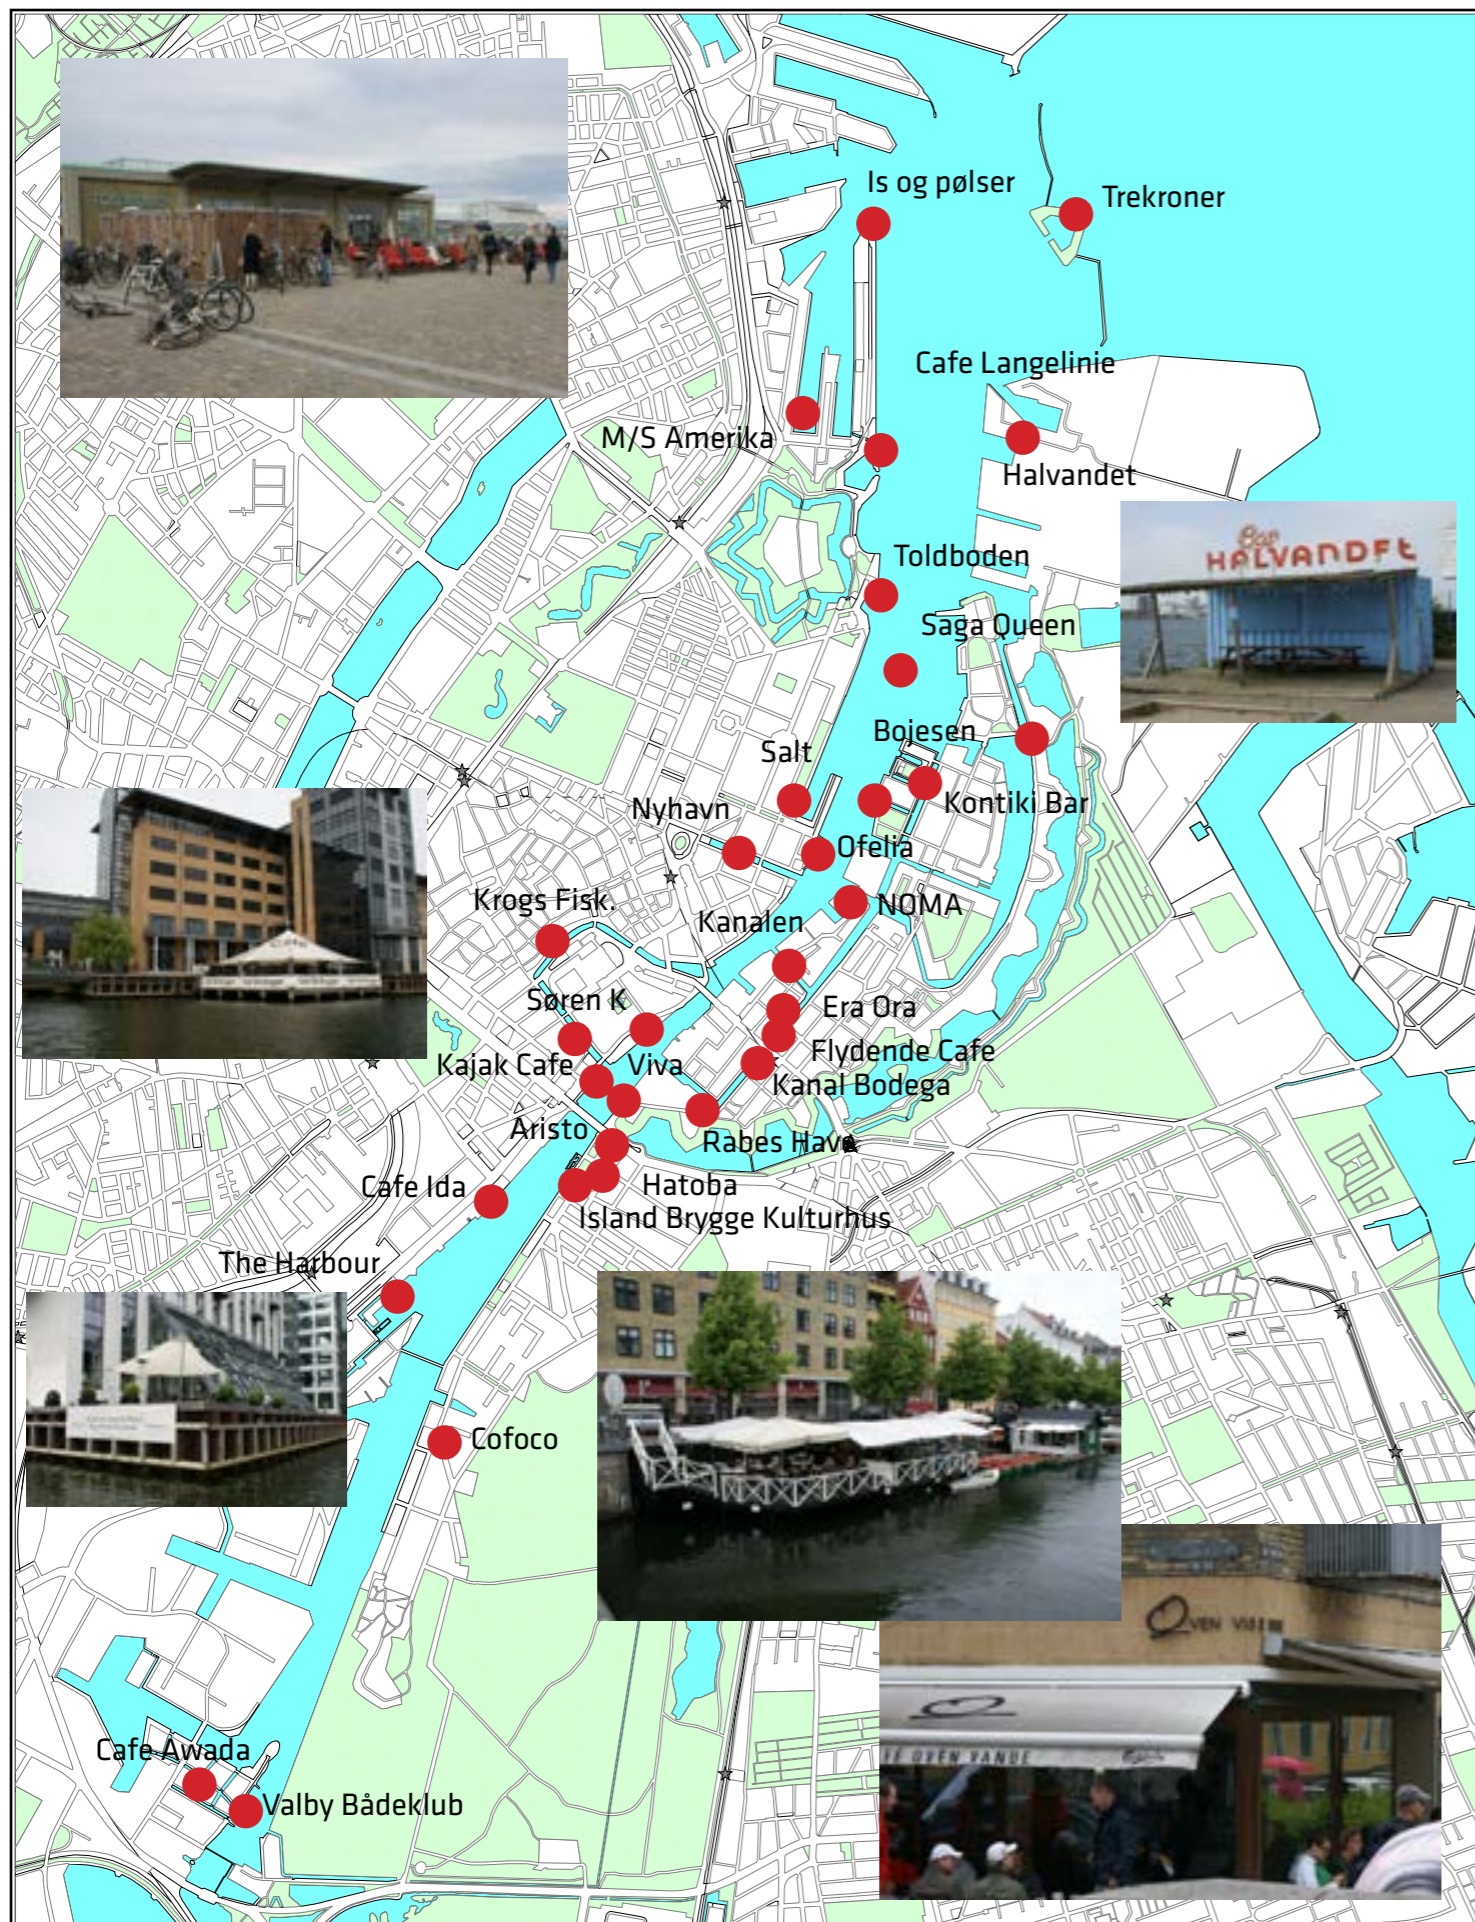 Is og pølser
Trekroner
Cafe Langelinie
M/S Amerika
Halvandet
Bar
HALVANDET
Toldboden
Saga Queen
Bojesen
Salt
Kontiki Bar
Nyhavn
Ofelia
Krogs Fisk.
NOMA
Kanalen
Søren K
Era Ora
Flydende Cafe
Kajak Cafe
Viva
Kanal Bodega
Aristo
Rabes Have
Cafe Ida
Hatoba
Island Brygge Kulturhus
The Harbour
Cofoco
OVEN VANDE
Cafe Awada
Valby Bådeklub